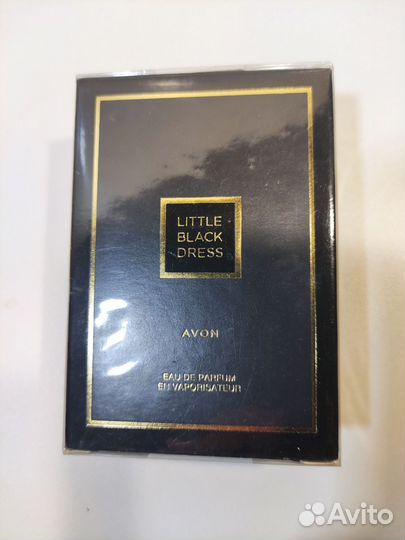 LITTLE
BLACK
DRESS
AVON
EAU DE PARFUM
EN VAPORISATEUR
Avito